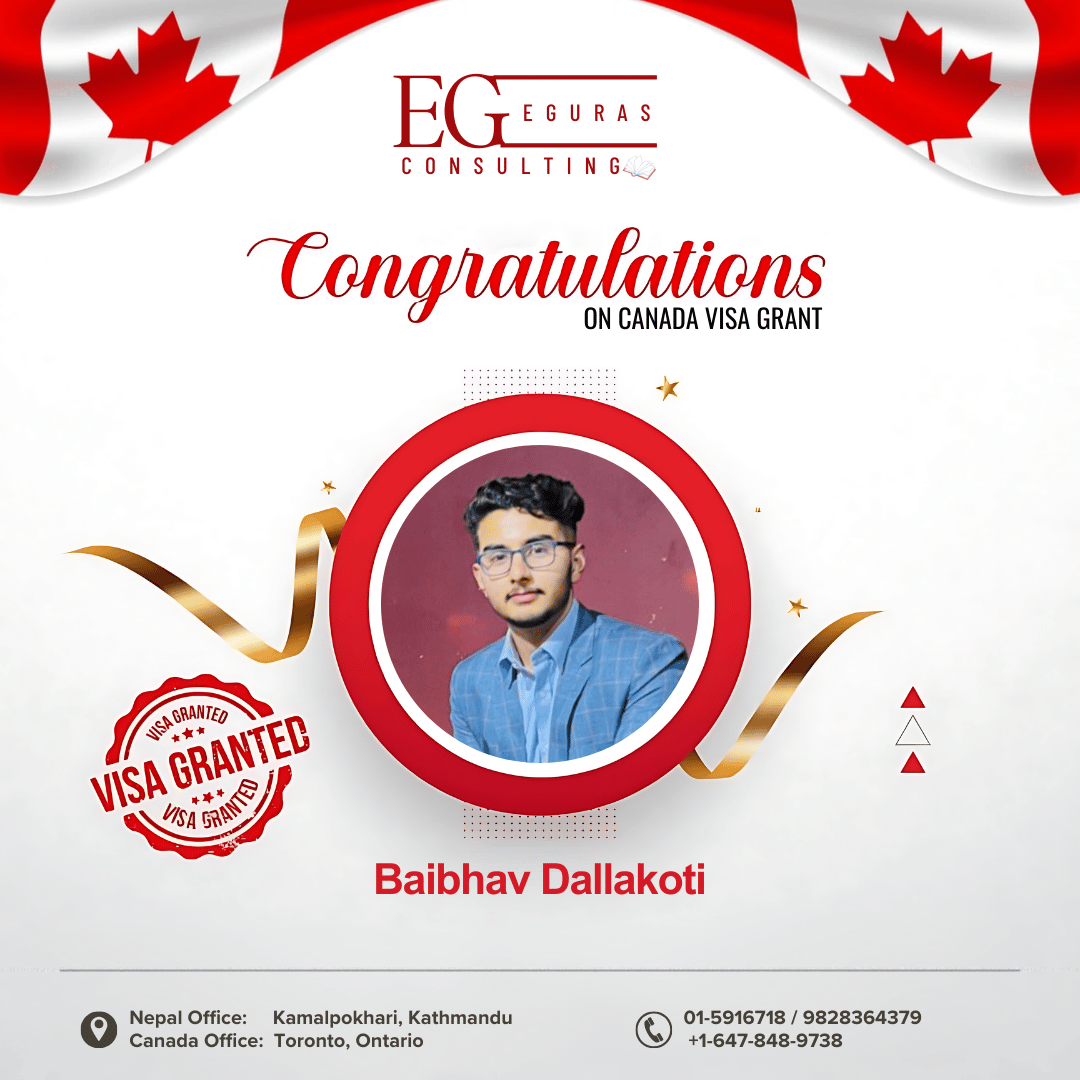 EG EGURAS
CONSULTING
Congratulations
ON CANADA VISA GRANT
VISA GRANTED
VISA GRANTED
VISA GRANTED
Baibhav Dallakoti
Nepal Office: Kamalpokhari, Kathmandu
Canada Office: Toronto, Ontario
01-5916718 / 9828364379
+1-647-848-9738